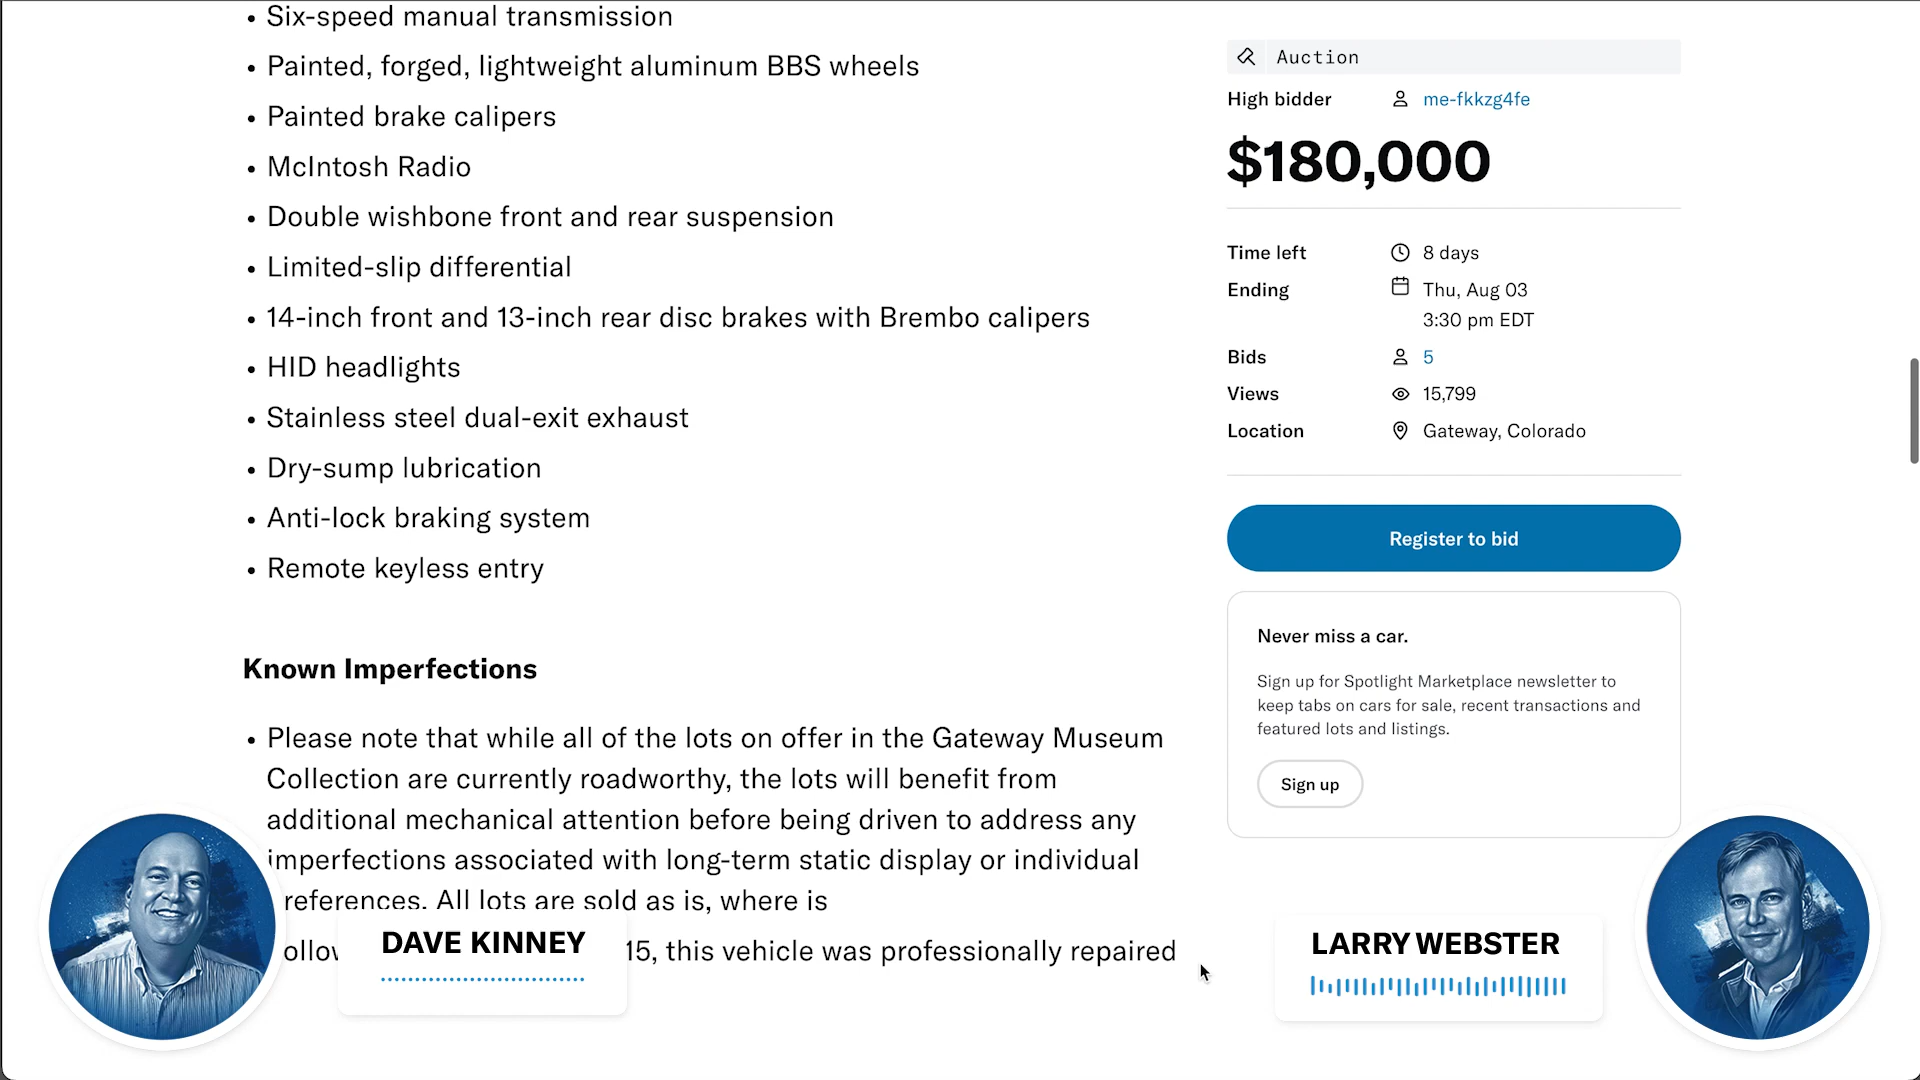 Six-speed manual transmission
Painted, forged, lightweight aluminum BBS wheels
Painted brake calipers
McIntosh Radio
Double wishbone front and rear suspension
Limited-slip differential
14-inch front and 13-inch rear disc brakes with Brembo calipers
HID headlights
Stainless steel dual-exit exhaust
Dry-sump lubrication
Anti-lock braking system
Remote keyless entry
Known Imperfections
Please note that while all of the lots on offer in the Gateway Museum
Collection are currently roadworthy, the lots will benefit from
additional mechanical attention before being driven to address any
imperfections associated with long-term static display or individual
references. All lots are sold as is, where is
15, this vehicle was professionally repaired
Auction
High bidder me-fkkzg4fe
$180,000
Time left 8 days
Ending Thu, Aug 03
3:30 pm EDT
Bids 5
Views 15,799
Location Gateway, Colorado
Register to bid
Never miss a car.
Sign up for Spotlight Marketplace newsletter to
keep tabs on cars for sale, recent transactions and
featured lots and listings.
Sign up
DAVE KINNEY
LARRY WEBSTER